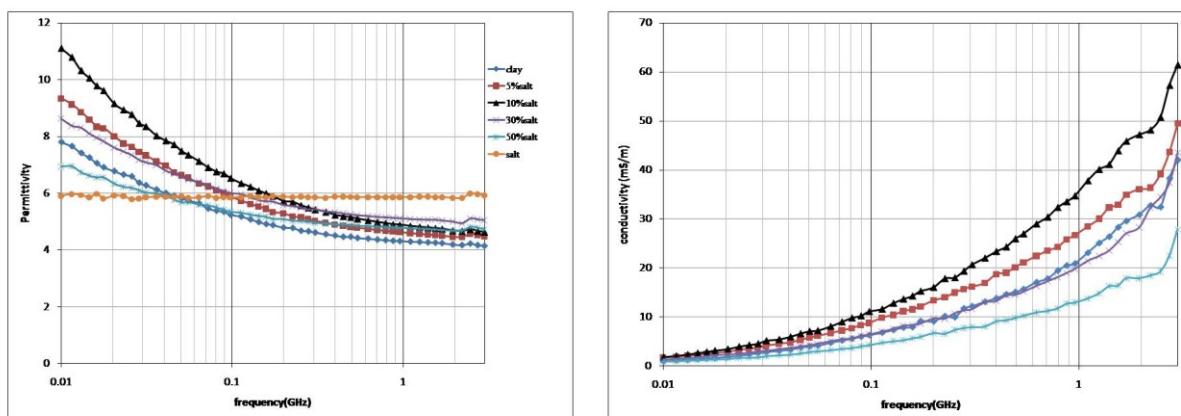 12
10
8
6
4
2
0
Permittivity
0.01
0.1
1
frequency(GHz)
clay
5%salt
10%salt
30%salt
50%salt
salt
70
60
50
40
30
20
10
0
conductivity (mS/m)
0.01
0.1
1
frequency(GHz)